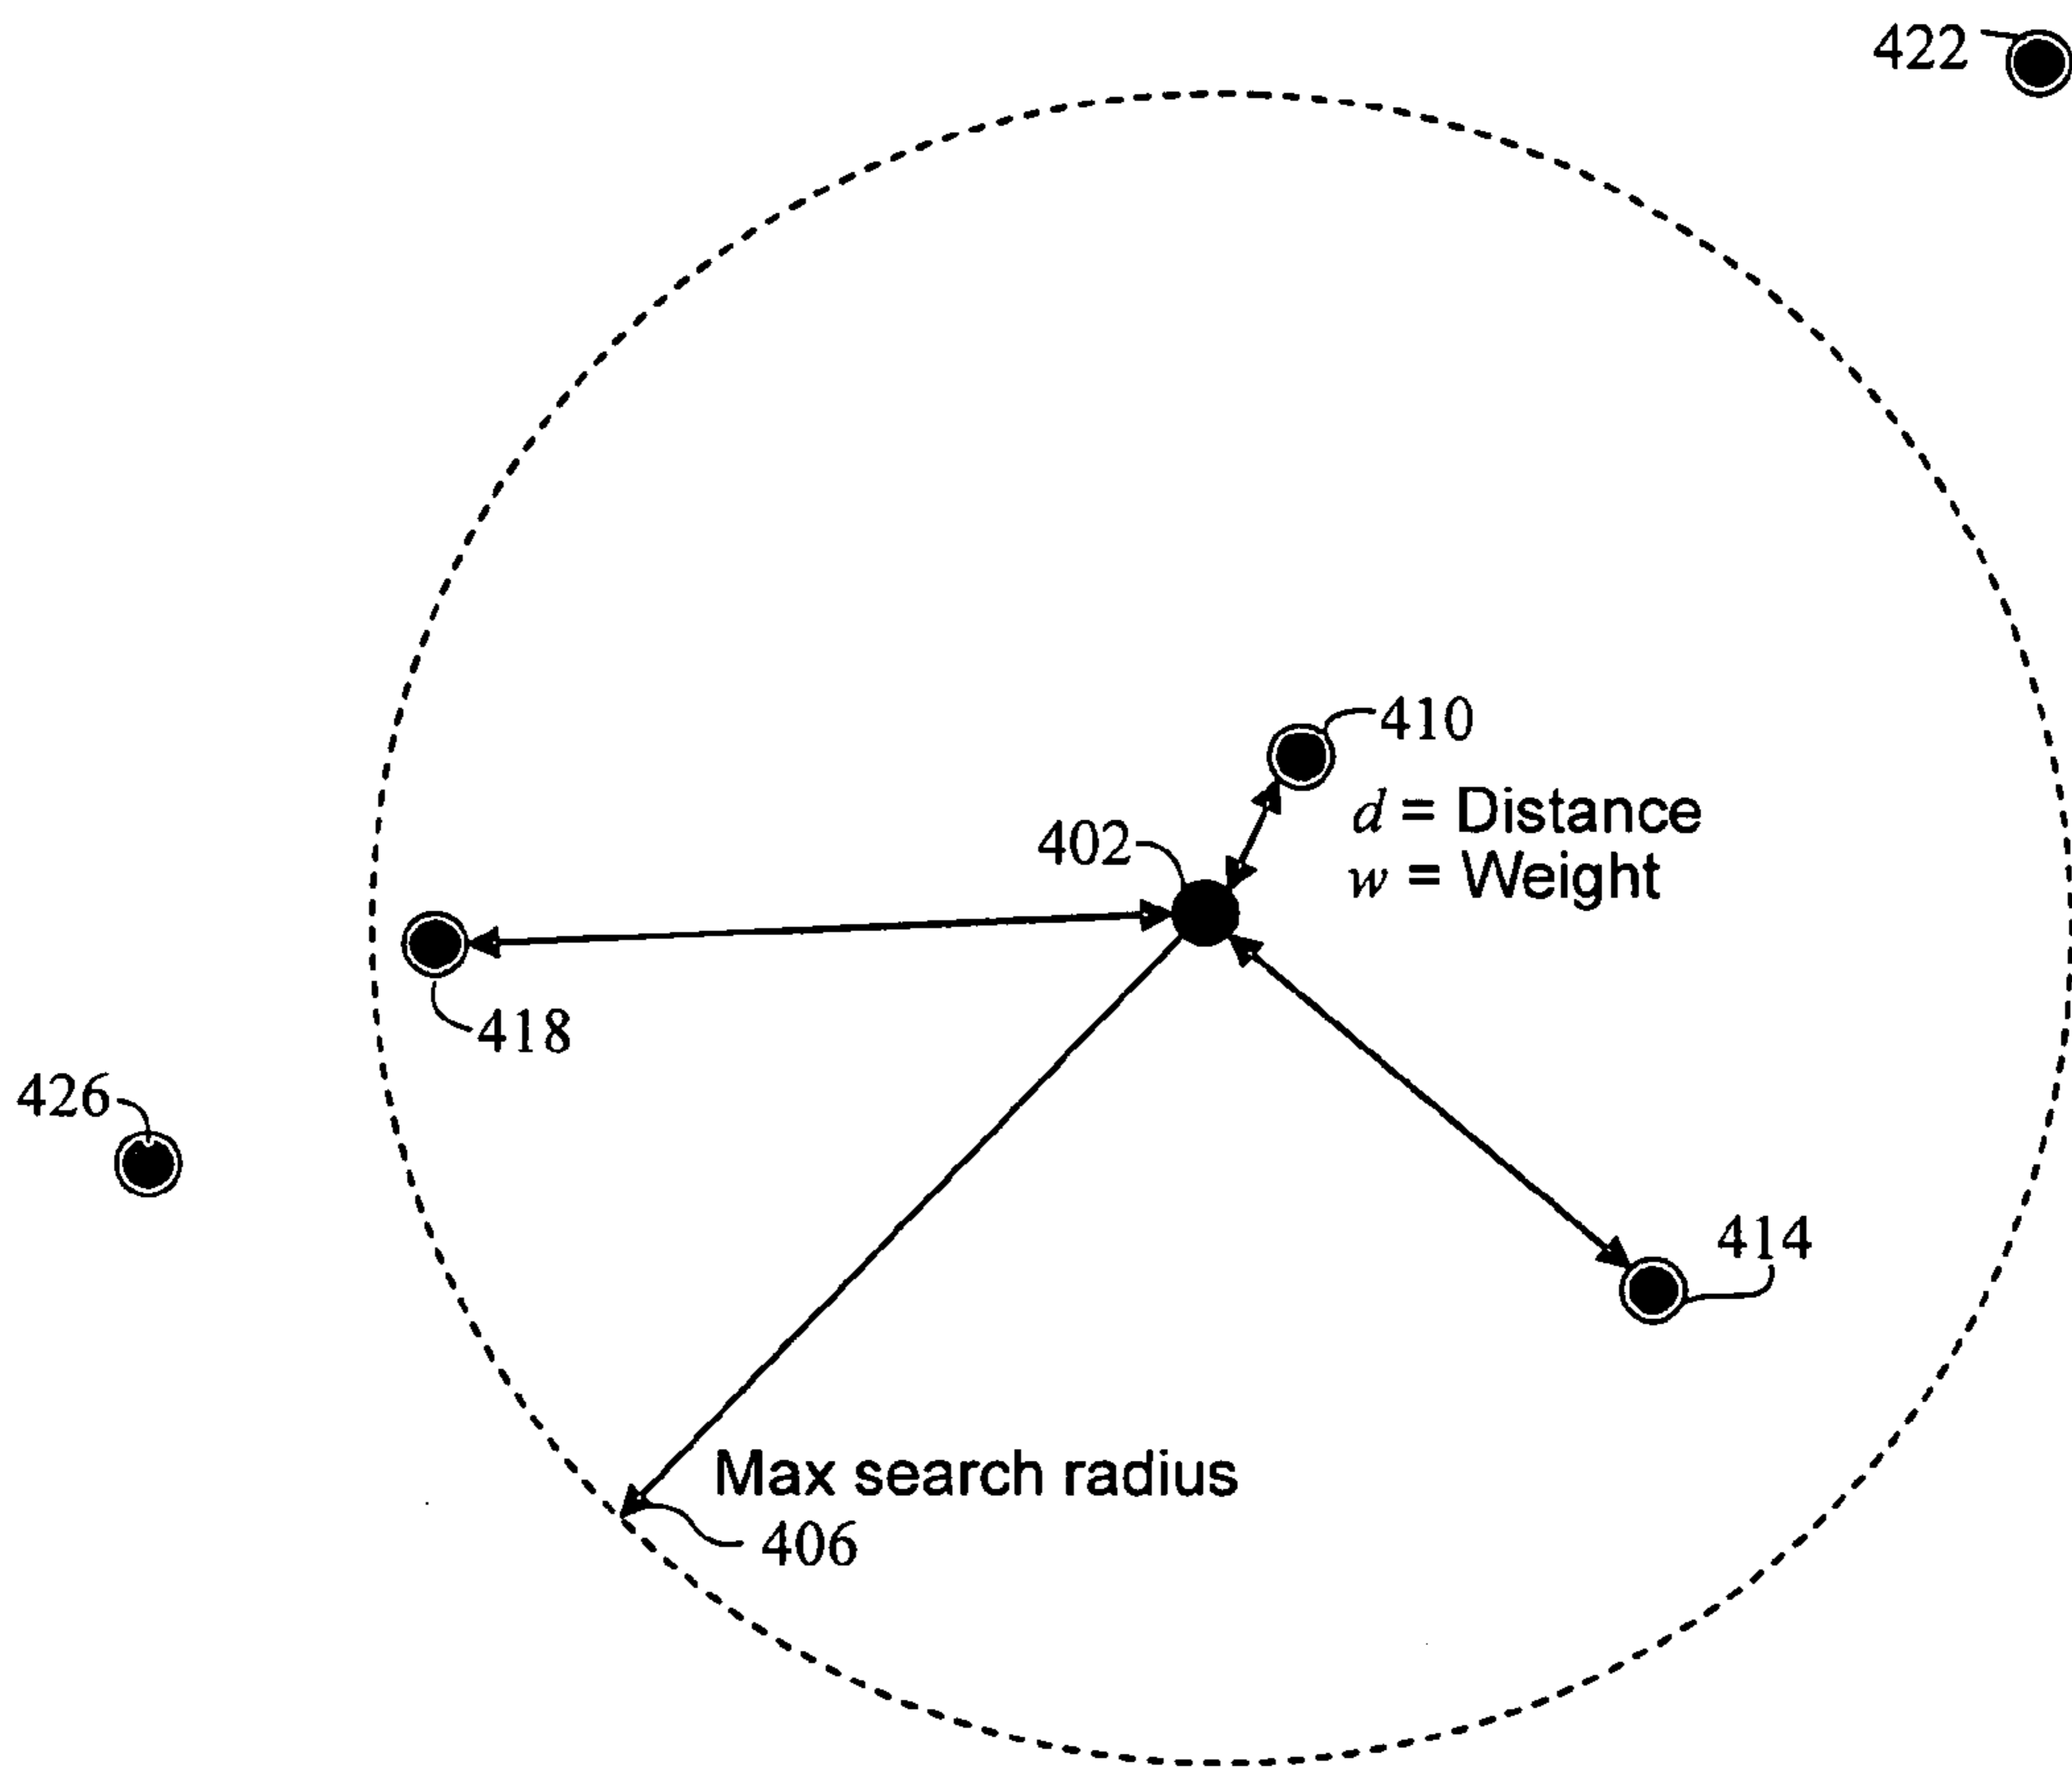 422
410
d = Distance
402
w = Weight
418
426
414
Max search radius
406